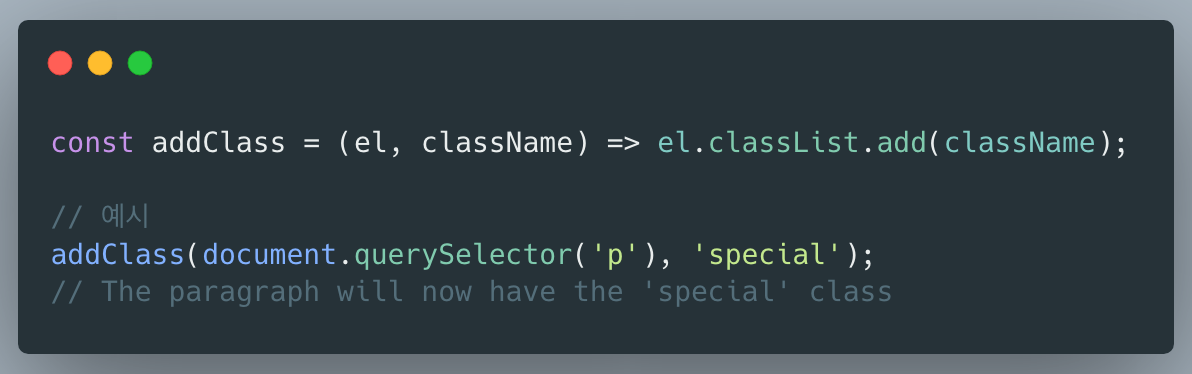 const addClass = (el, className) => el.classList.add(className);
// 예시
addClass(document.querySelector('p'), 'special');
// The paragraph will now have the 'special' class